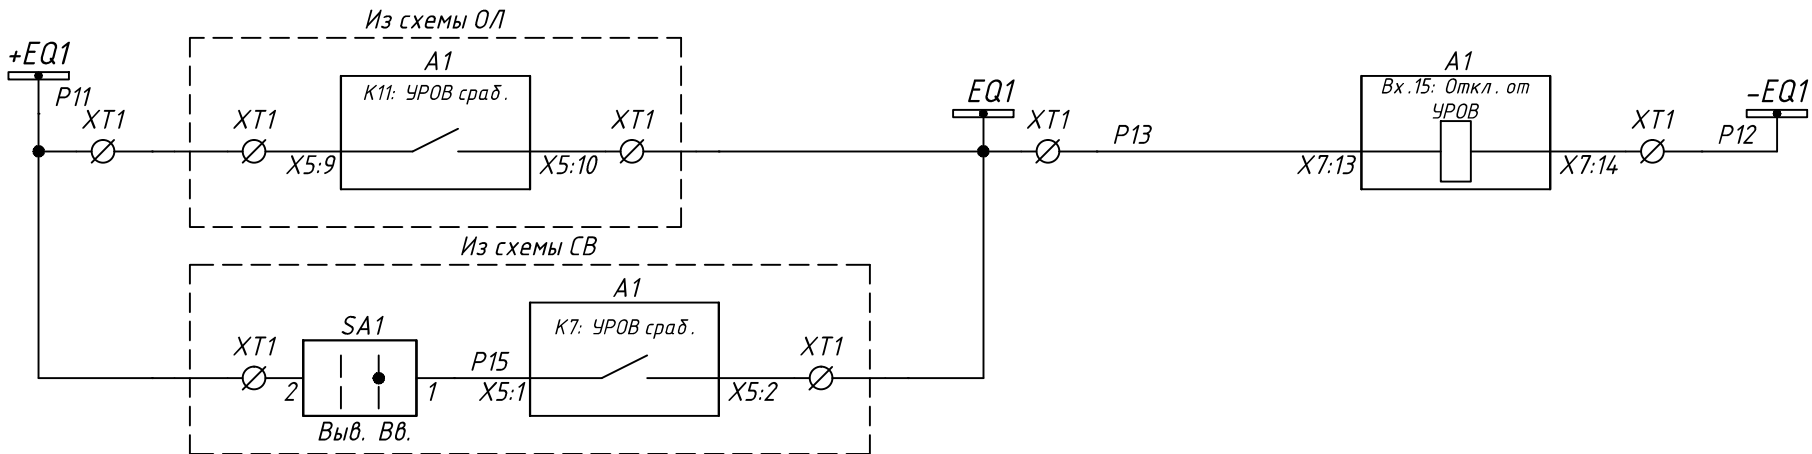 Из схемы ОЛ
+EQ1
A1
P11
К11: УРОВ сраб.
XT1
XT1
XT1
X5:9
X5:10
EQ1
XT1
P13
A1
Вх.15: Откл. от
УРОВ
X7:13
X7:14
XT1
P12
-EQ1
Из схемы СВ
A1
SA1
К7: УРОВ сраб.
XT1
P15
XT1
2
1
X5:1
X5:2
Выв. Вв.